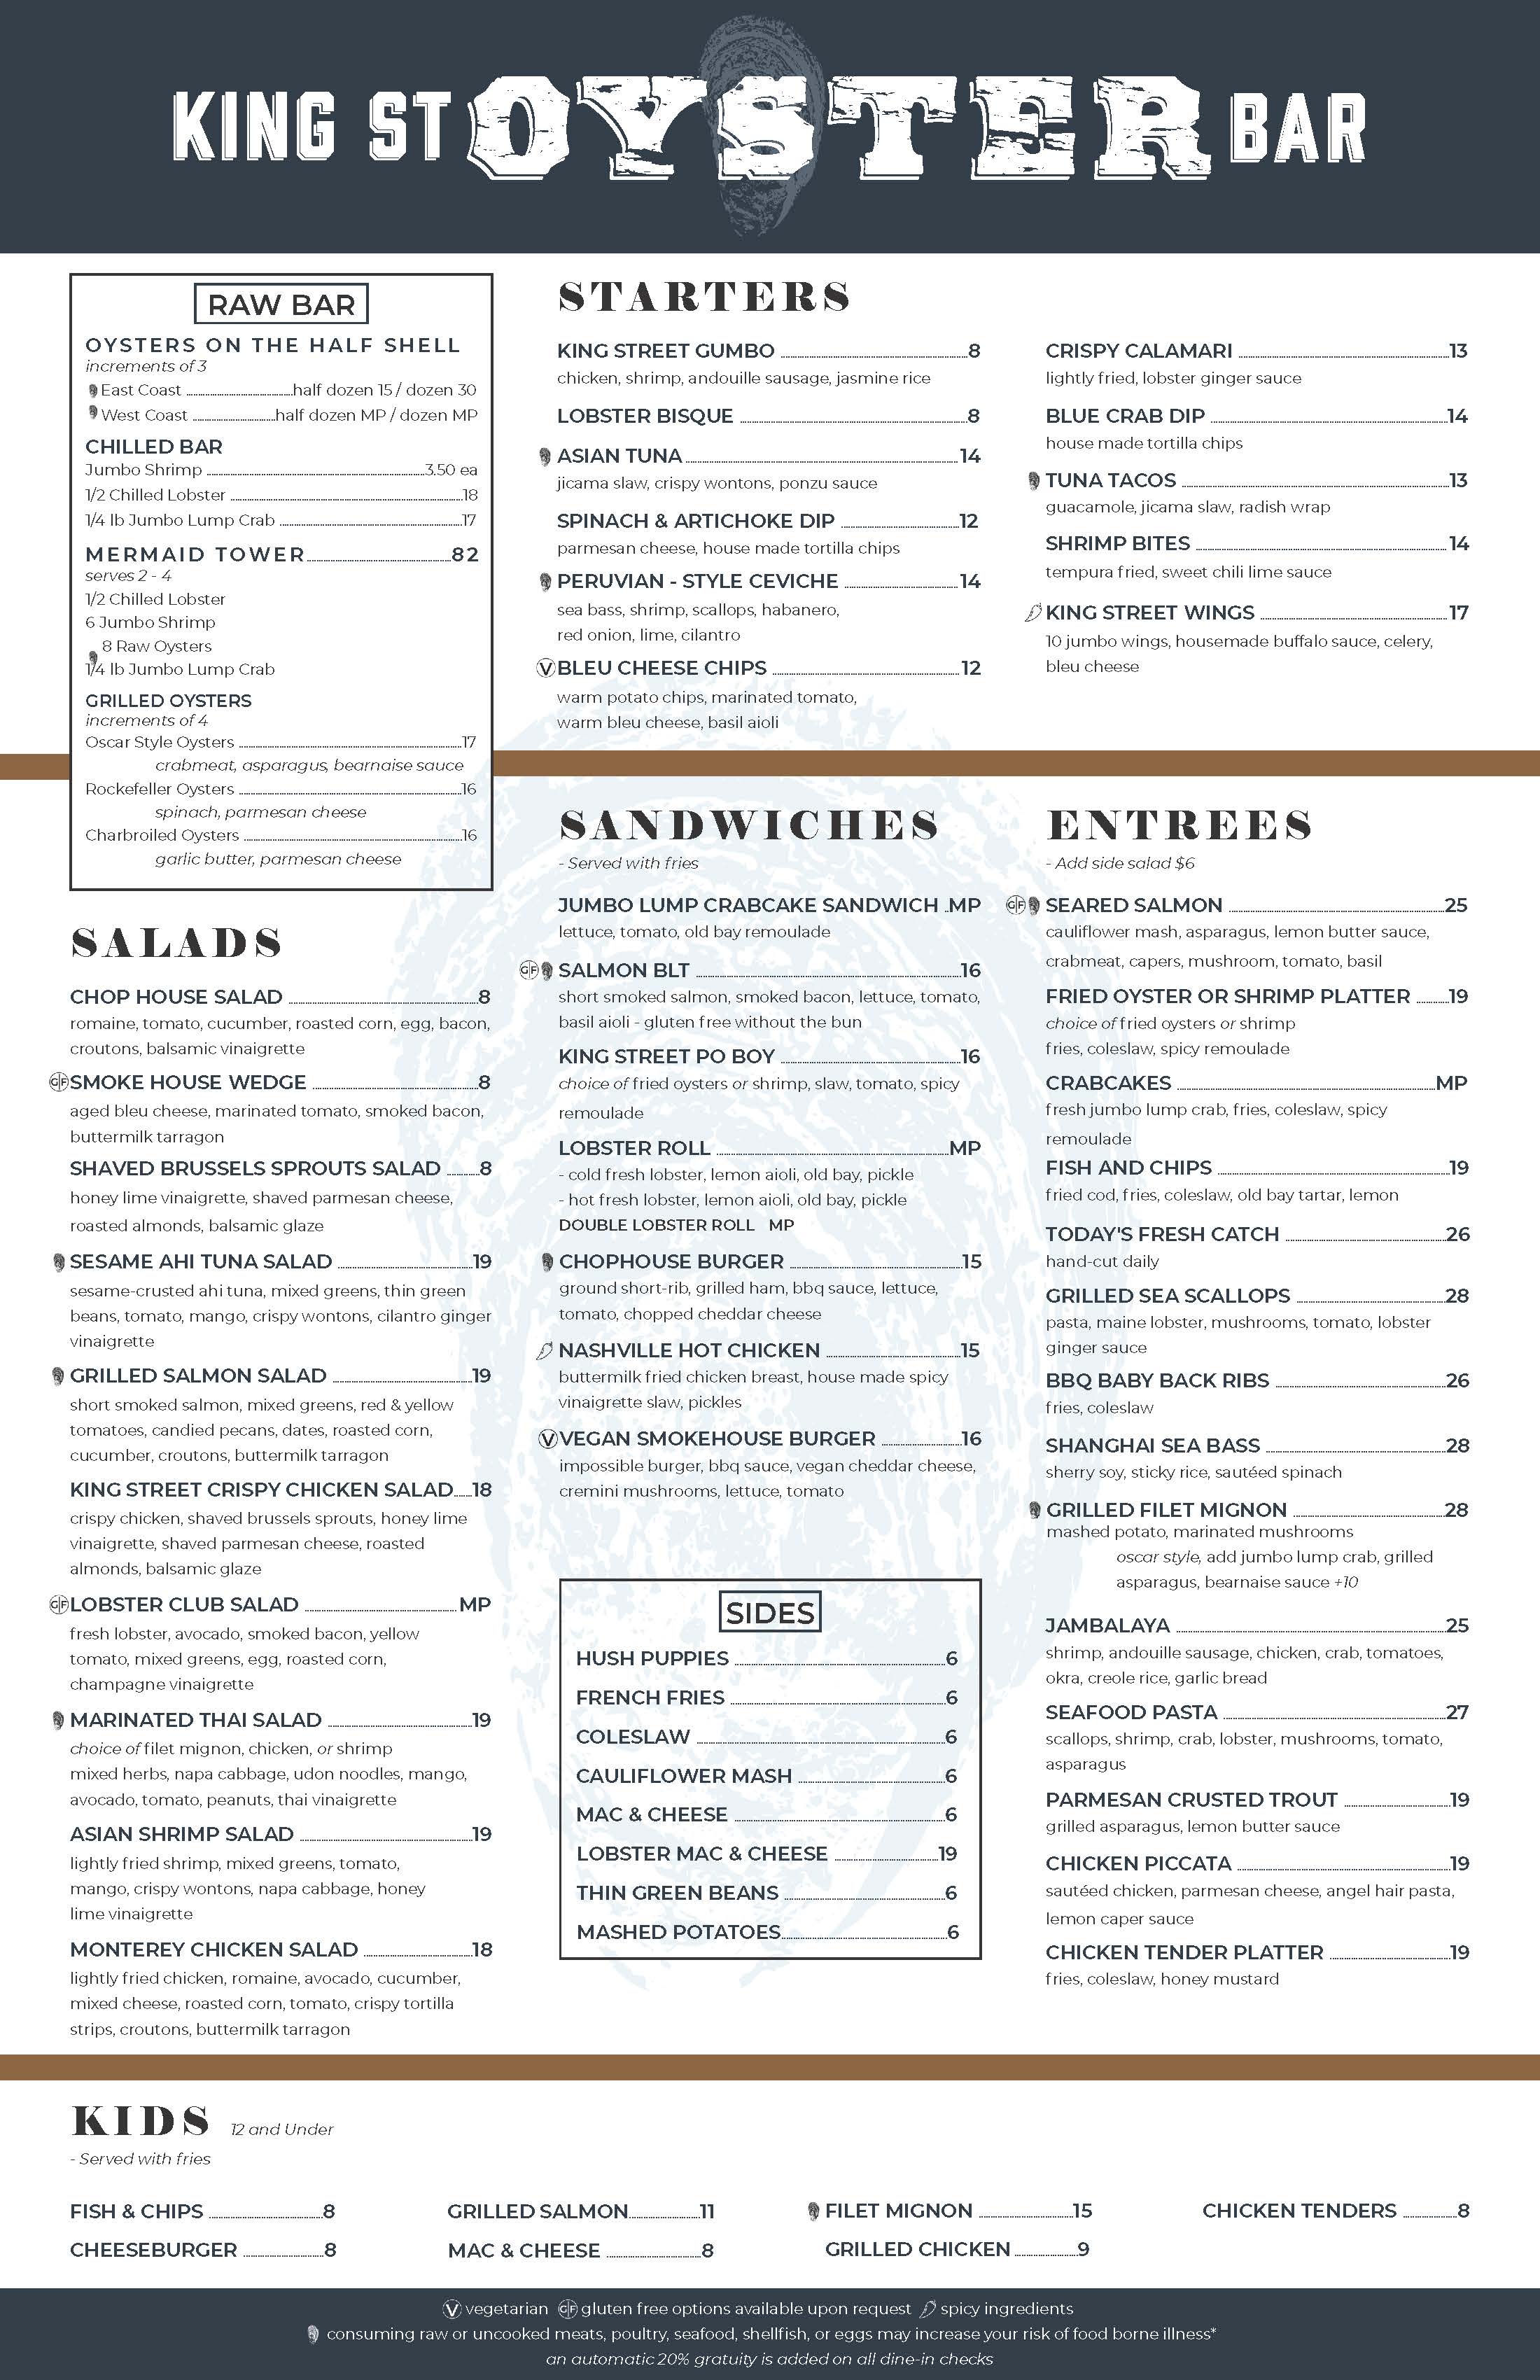 KING ST OYSTER BAR
RAW BAR
OYSTERS ON THE HALF SHELL
increments of 3
East Coast half dozen 15 / dozen 30
West Coast half dozen MP / dozen MP
CHILLED BAR
Jumbo Shrimp 3.50 ea
1/2 Chilled Lobster 18
1/4 lb Jumbo Lump Crab 17
MERMAID TOWER 82
serves 2 - 4
1/2 Chilled Lobster
6 Jumbo Shrimp
8 Raw Oysters
1/4 lb Jumbo Lump Crab
GRILLED OYSTERS
increments of 4
Oscar Style Oysters 17
crabmeat, asparagus, bearnaise sauce
Rockefeller Oysters 16
spinach, parmesan cheese
Charbroiled Oysters 16
garlic butter, parmesan cheese
STARTERS
KING STREET GUMBO 8
chicken, shrimp, andouille sausage, jasmine rice
LOBSTER BISQUE 8
ASIAN TUNA 14
jicama slaw, crispy wontons, ponzu sauce
SPINACH & ARTICHOKE DIP 12
parmesan cheese, house made tortilla chips
PERUVIAN - STYLE CEVICHE 14
sea bass, shrimp, scallops, habanero,
red onion, lime, cilantro
V BLEU CHEESE CHIPS 12
warm potato chips, marinated tomato,
warm bleu cheese, basil aioli
CRISPY CALAMARI 13
lightly fried, lobster ginger sauce
BLUE CRAB DIP 14
house made tortilla chips
TUNA TACOS 13
guacamole, jicama slaw, radish wrap
SHRIMP BITES 14
tempura fried, sweet chili lime sauce
KING STREET WINGS 17
10 jumbo wings, housemade buffalo sauce, celery,
bleu cheese
SALADS
CHOP HOUSE SALAD 8
romaine, tomato, cucumber, roasted corn, egg, bacon,
croutons, balsamic vinaigrette
GF SMOKE HOUSE WEDGE 8
aged bleu cheese, marinated tomato, smoked bacon,
buttermilk tarragon
SHAVED BRUSSELS SPROUTS SALAD 8
honey lime vinaigrette, shaved parmesan cheese,
roasted almonds, balsamic glaze
SESAME AHI TUNA SALAD 19
sesame-crusted ahi tuna, mixed greens, thin green
beans, tomato, mango, crispy wontons, cilantro ginger
vinaigrette
GRILLED SALMON SALAD 19
short smoked salmon, mixed greens, red & yellow
tomatoes, candied pecans, dates, roasted corn,
cucumber, croutons, buttermilk tarragon
KING STREET CRISPY CHICKEN SALAD 18
crispy chicken, shaved brussels sprouts, honey lime
vinaigrette, shaved parmesan cheese, roasted
almonds, balsamic glaze
GF LOBSTER CLUB SALAD MP
fresh lobster, avocado, smoked bacon, yellow
tomato, mixed greens, egg, roasted corn,
champagne vinaigrette
MARINATED THAI SALAD 19
choice of filet mignon, chicken, or shrimp
mixed herbs, napa cabbage, udon noodles, mango,
avocado, tomato, peanuts, thai vinaigrette
ASIAN SHRIMP SALAD 19
lightly fried shrimp, mixed greens, tomato,
mango, crispy wontons, napa cabbage, honey
lime vinaigrette
MONTEREY CHICKEN SALAD 18
lightly fried chicken, romaine, avocado, cucumber,
mixed cheese, roasted corn, tomato, crispy tortilla
strips, croutons, buttermilk tarragon
SANDWICHES
- Served with fries
JUMBO LUMP CRABCAKE SANDWICH MP
lettuce, tomato, old bay remoulade
GF SALMON BLT 16
short smoked salmon, smoked bacon, lettuce, tomato,
basil aioli - gluten free without the bun
KING STREET PO BOY 16
choice of fried oysters or shrimp, slaw, tomato, spicy
remoulade
LOBSTER ROLL MP
- cold fresh lobster, lemon aioli, old bay, pickle
- hot fresh lobster, lemon aioli, old bay, pickle
DOUBLE LOBSTER ROLL MP
CHOPHOUSE BURGER 15
ground short-rib, grilled ham, bbq sauce, lettuce,
tomato, chopped cheddar cheese
NASHVILLE HOT CHICKEN 15
buttermilk fried chicken breast, house made spicy
vinaigrette slaw, pickles
V VEGAN SMOKEHOUSE BURGER 16
impossible burger, bbq sauce, vegan cheddar cheese,
cremini mushrooms, lettuce, tomato
SIDES
HUSH PUPPIES 6
FRENCH FRIES 6
COLESLAW 6
CAULIFLOWER MASH 6
MAC & CHEESE 6
LOBSTER MAC & CHEESE 19
THIN GREEN BEANS 6
MASHED POTATOES 6
ENTREES
- Add side salad $6
GF SEARED SALMON 25
cauliflower mash, asparagus, lemon butter sauce,
crabmeat, capers, mushroom, tomato, basil
FRIED OYSTER OR SHRIMP PLATTER 19
choice of fried oysters or shrimp
fries, coleslaw, spicy remoulade
CRABCAKES MP
fresh jumbo lump crab, fries, coleslaw, spicy
remoulade
FISH AND CHIPS 19
fried cod, fries, coleslaw, old bay tartar, lemon
TODAY'S FRESH CATCH 26
hand-cut daily
GRILLED SEA SCALLOPS 28
pasta, maine lobster, mushrooms, tomato, lobster
ginger sauce
BBQ BABY BACK RIBS 26
fries, coleslaw
SHANGHAI SEA BASS 28
sherry soy, sticky rice, sautéed spinach
GRILLED FILET MIGNON 28
mashed potato, marinated mushrooms
oscar style, add jumbo lump crab, grilled
asparagus, bearnaise sauce +10
JAMBALAYA 25
shrimp, andouille sausage, chicken, crab, tomatoes,
okra, creole rice, garlic bread
SEAFOOD PASTA 27
scallops, shrimp, crab, lobster, mushrooms, tomato,
asparagus
PARMESAN CRUSTED TROUT 19
grilled asparagus, lemon butter sauce
CHICKEN PICCATA 19
sautéed chicken, parmesan cheese, angel hair pasta,
lemon caper sauce
CHICKEN TENDER PLATTER 19
fries, coleslaw, honey mustard
KIDS 12 and Under
- Served with fries
FISH & CHIPS 8
CHEESEBURGER 8
GRILLED SALMON 11
MAC & CHEESE 8
FILET MIGNON 15
GRILLED CHICKEN 9
CHICKEN TENDERS 8
V vegetarian GF gluten free options available upon request spicy ingredients
consuming raw or uncooked meats, poultry, seafood, shellfish, or eggs may increase your risk of food borne illness*
an automatic 20% gratuity is added on all dine-in checks